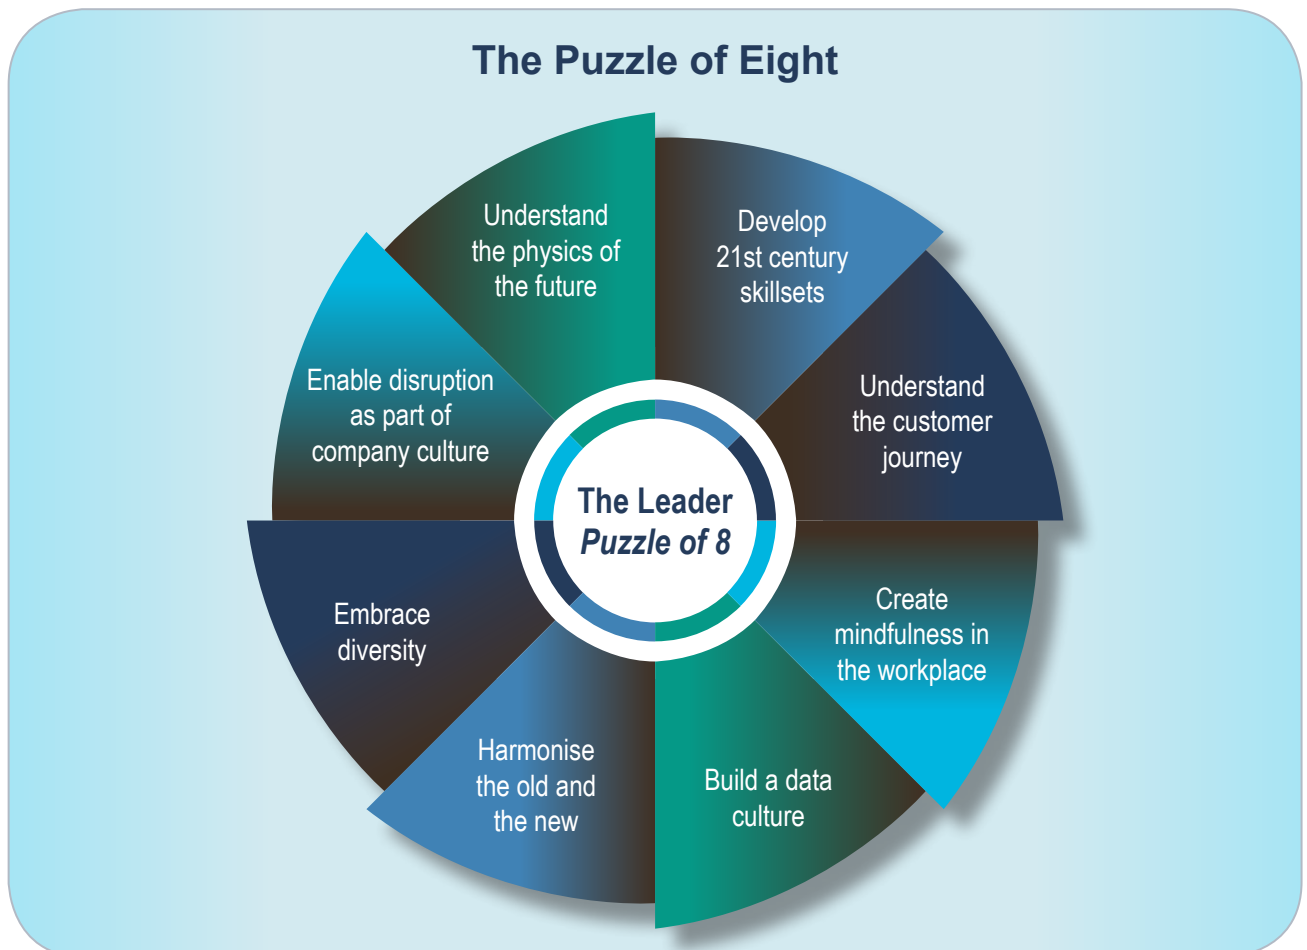 The Puzzle of Eight
Understand
the physics of
the future
Develop
21st century
skillsets
Understand
the customer
journey
Create
mindfulness in
the workplace
Build a data
culture
Harmonise
the old and
the new
Embrace
diversity
Enable disruption
as part of
company culture
The Leader
Puzzle of 8